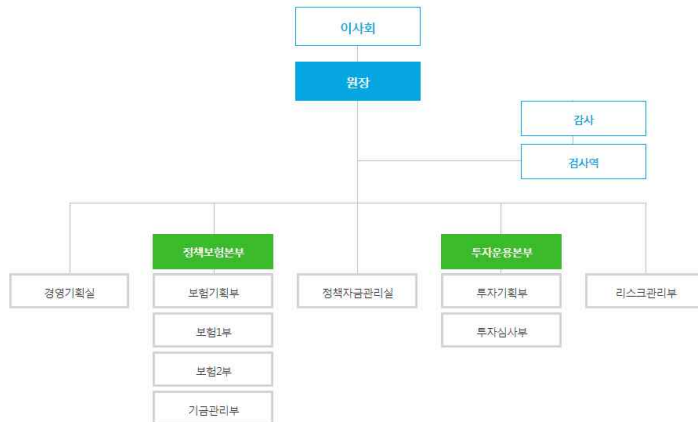 이사회
원장
감사
검사역
정책보험본부
투자운용본부
경영기획실
보험기획부
정책자금관리실
투자기획부
리스크관리부
보험1부
투자심사부
보험2부
기금관리부